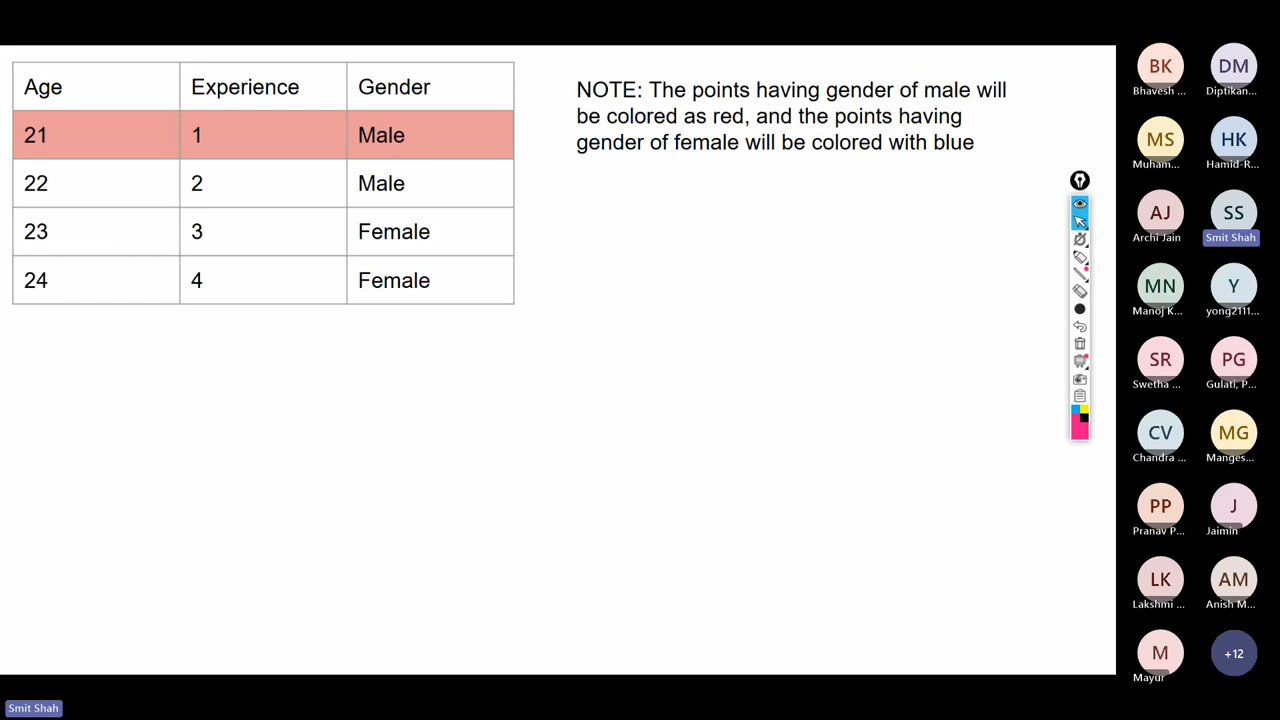 Age Experience Gender
21 1 Male
22 2 Male
23 3 Female
24 4 Female
NOTE: The points having gender of male will
be colored as red, and the points having
gender of female will be colored with blue
BK DM
Bhavesh ... Diptikan...
MS HK
Muham... Hamid-R...
AJ SS
Archi Jain Smit Shah
MN Y
Manoj K... yong2111...
SR PG
Swetha ... Gulati, P...
CV MG
Chandra ... Manges...
PP J
Pranav P... Jaimin
LK AM
Lakshmi ... Anish M...
M +12
Mayur
Smit Shah